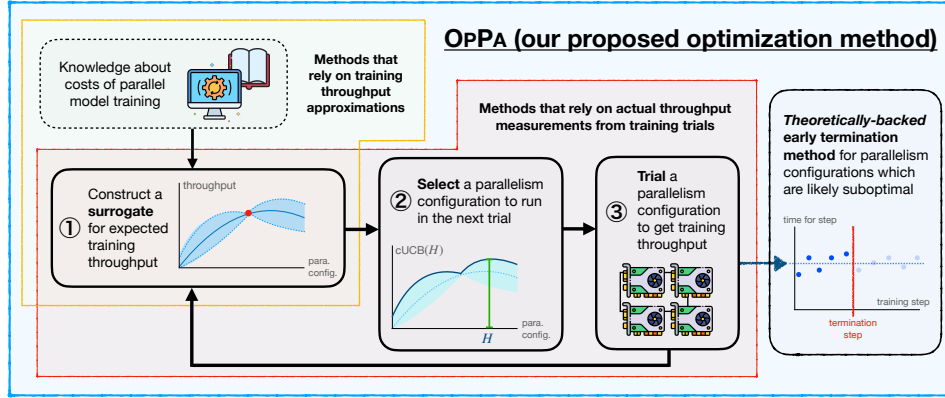 OPPA (our proposed optimization method)
Knowledge about
costs of parallel
model training
Methods that
rely on training
throughput
approximations
Methods that rely on actual throughput
measurements from training trials
① Construct a
surrogate
for expected
training
throughput
throughput
para.
config.
② Select a parallelism
configuration to run
in the next trial
cUCB(H)
para.
config.
H
③ Trial a
parallelism
configuration
to get training
throughput
Theoretically-backed
early termination
method for parallelism
configurations which
are likely suboptimal
time for step
training step
termination
step